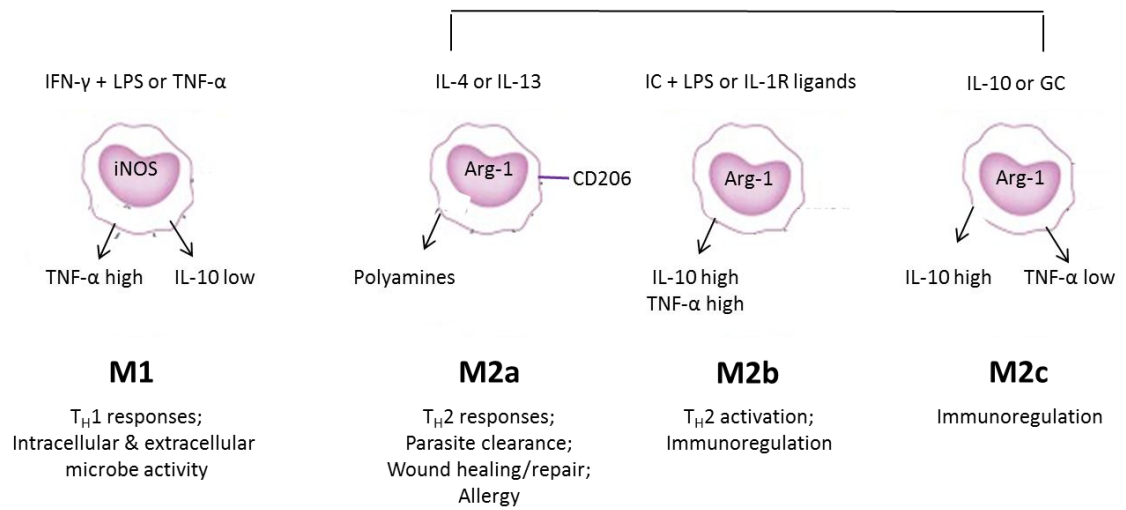 IFN-γ + LPS or TNF-α
iNOS
TNF-α high
IL-10 low
M1
TH1 responses;
Intracellular & extracellular
microbe activity
IL-4 or IL-13
Arg-1
CD206
Polyamines
M2a
TH2 responses;
Parasite clearance;
Wound healing/repair;
Allergy
IC + LPS or IL-1R ligands
Arg-1
IL-10 high
TNF-α high
M2b
TH2 activation;
Immunoregulation
IL-10 or GC
Arg-1
IL-10 high
TNF-α low
M2c
Immunoregulation